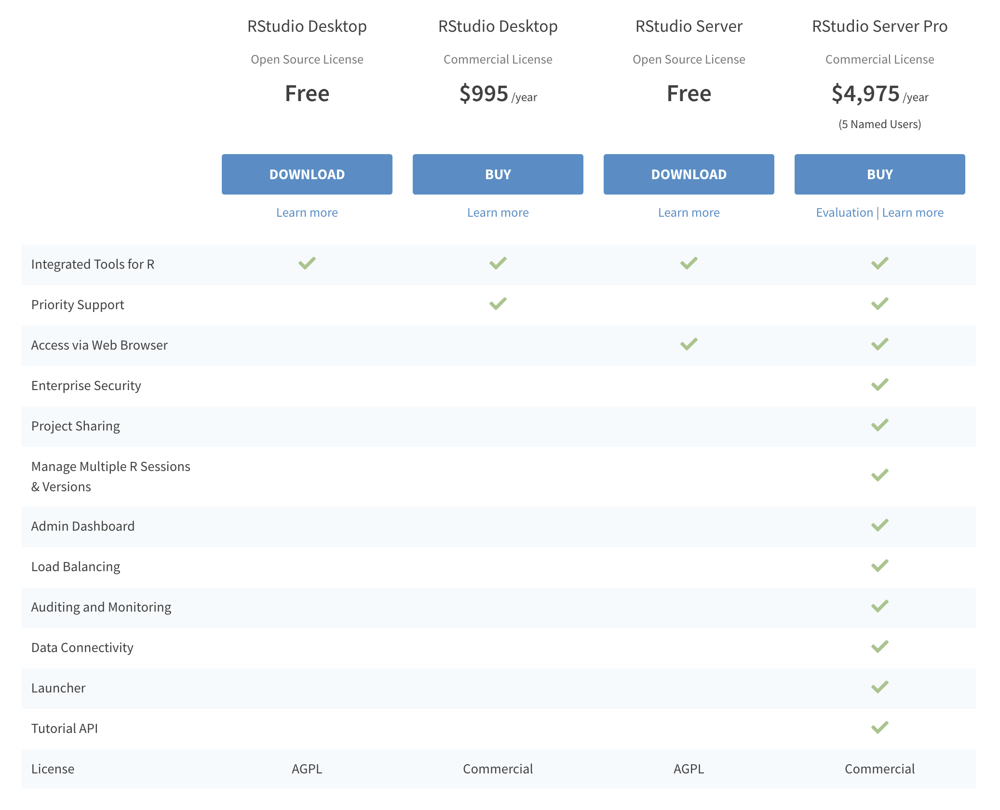 RStudio Desktop RStudio Desktop RStudio Server RStudio Server Pro
Open Source License Commercial License Open Source License Commercial License
Free $995 /year Free $4,975 /year
(5 Named Users)
DOWNLOAD BUY DOWNLOAD BUY
Learn more Learn more Learn more Evaluation | Learn more
Integrated Tools for R
Priority Support
Access via Web Browser
Enterprise Security
Project Sharing
Manage Multiple R Sessions
& Versions
Admin Dashboard
Load Balancing
Auditing and Monitoring
Data Connectivity
Launcher
Tutorial API
License AGPL Commercial AGPL Commercial